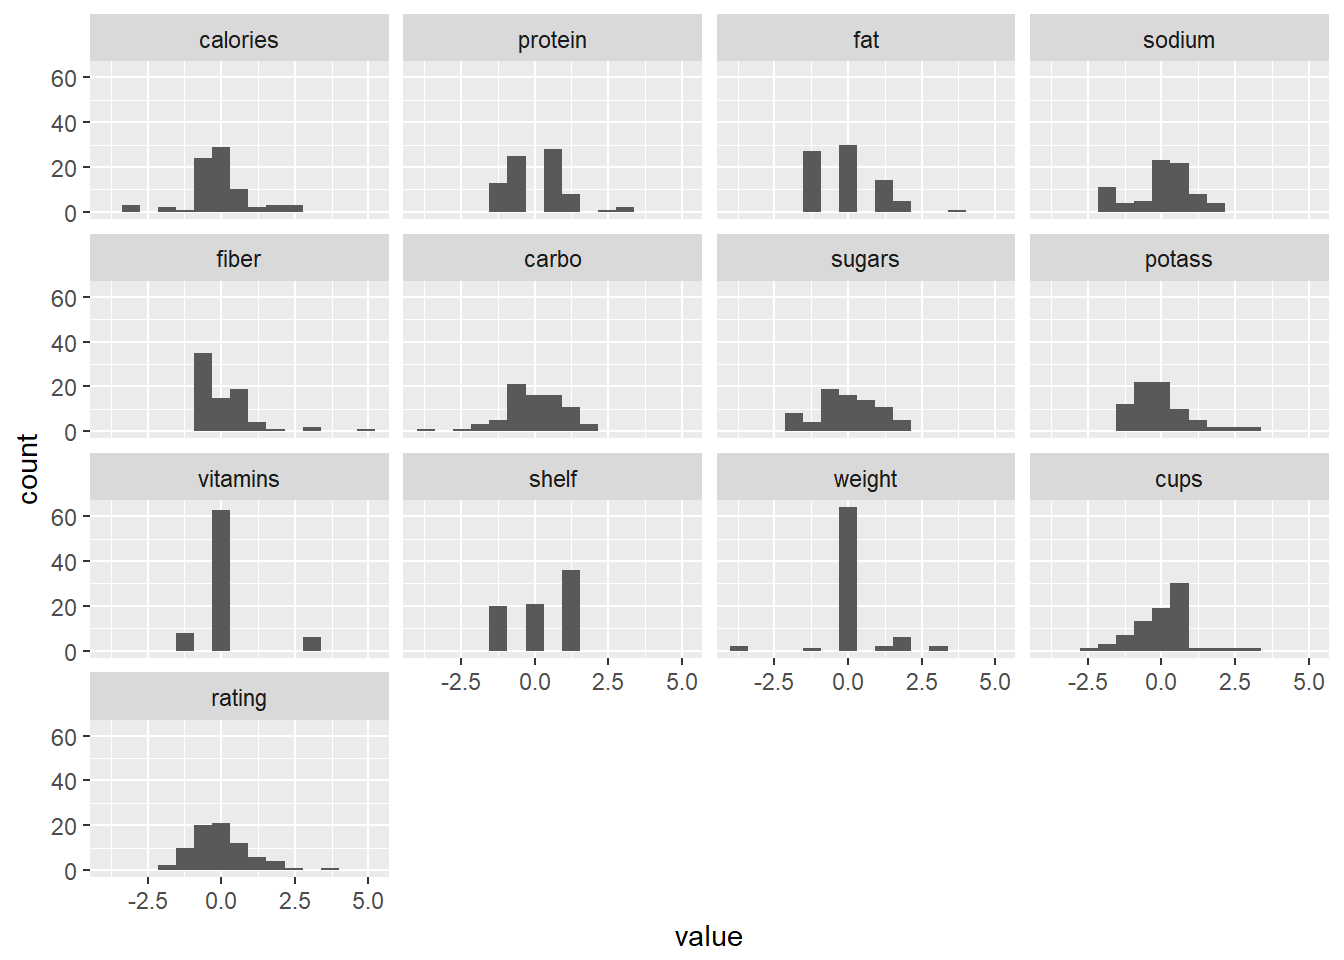 calories protein fat sodium
60
40
20
0
fiber carbo sugars potass
60
40
20
0
vitamins shelf weight cups
60
40
20
0
-2.5 0.0 2.5 5.0 -2.5 0.0 2.5 5.0 -2.5 0.0 2.5 5.0
rating
60
40
20
0
-2.5 0.0 2.5 5.0
count
value